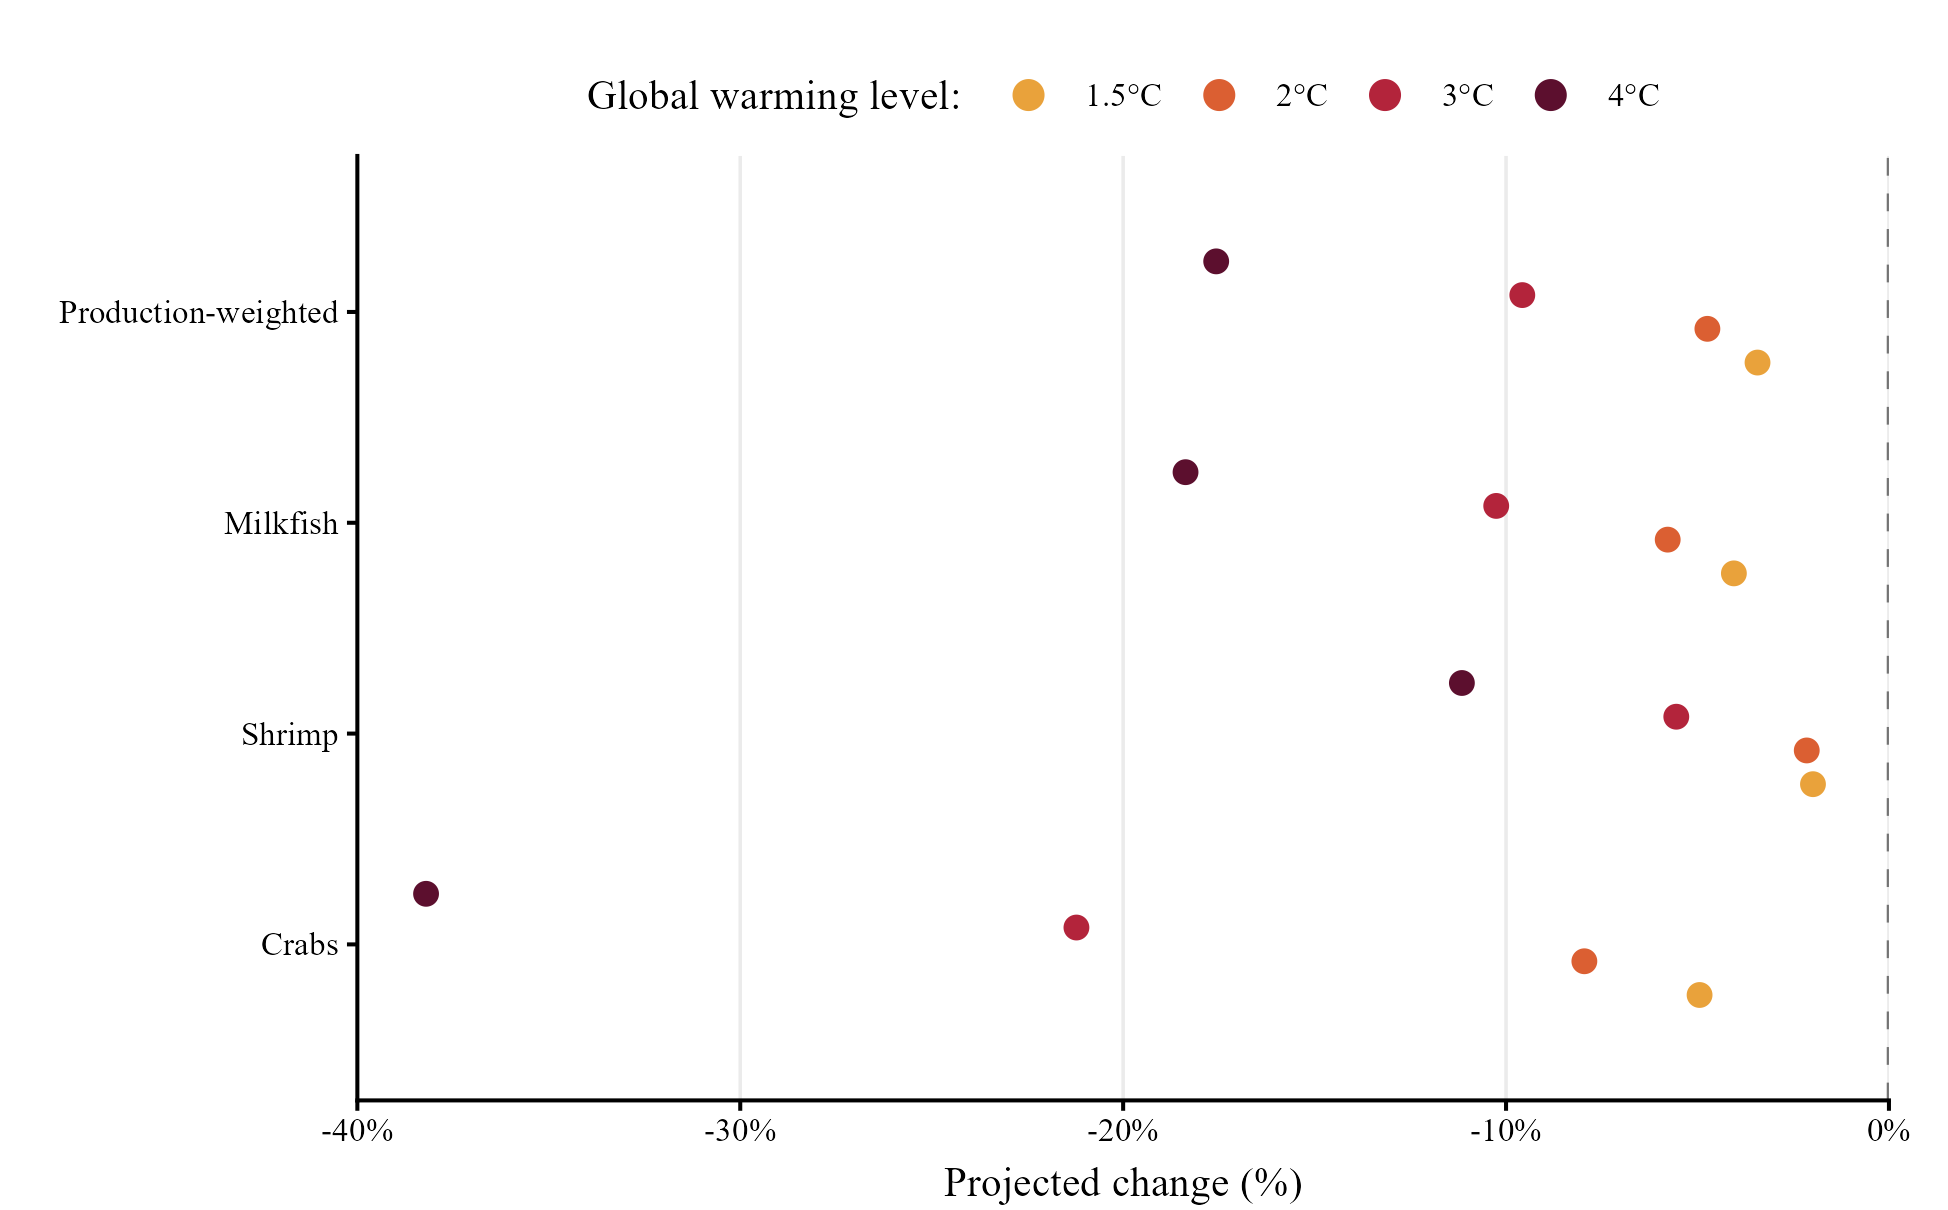 Global warming level: 1.5°C 2°C 3°C 4°C
Production-weighted
Milkfish
Shrimp
Crabs
-40% -30% -20% -10% 0%
Projected change (%)